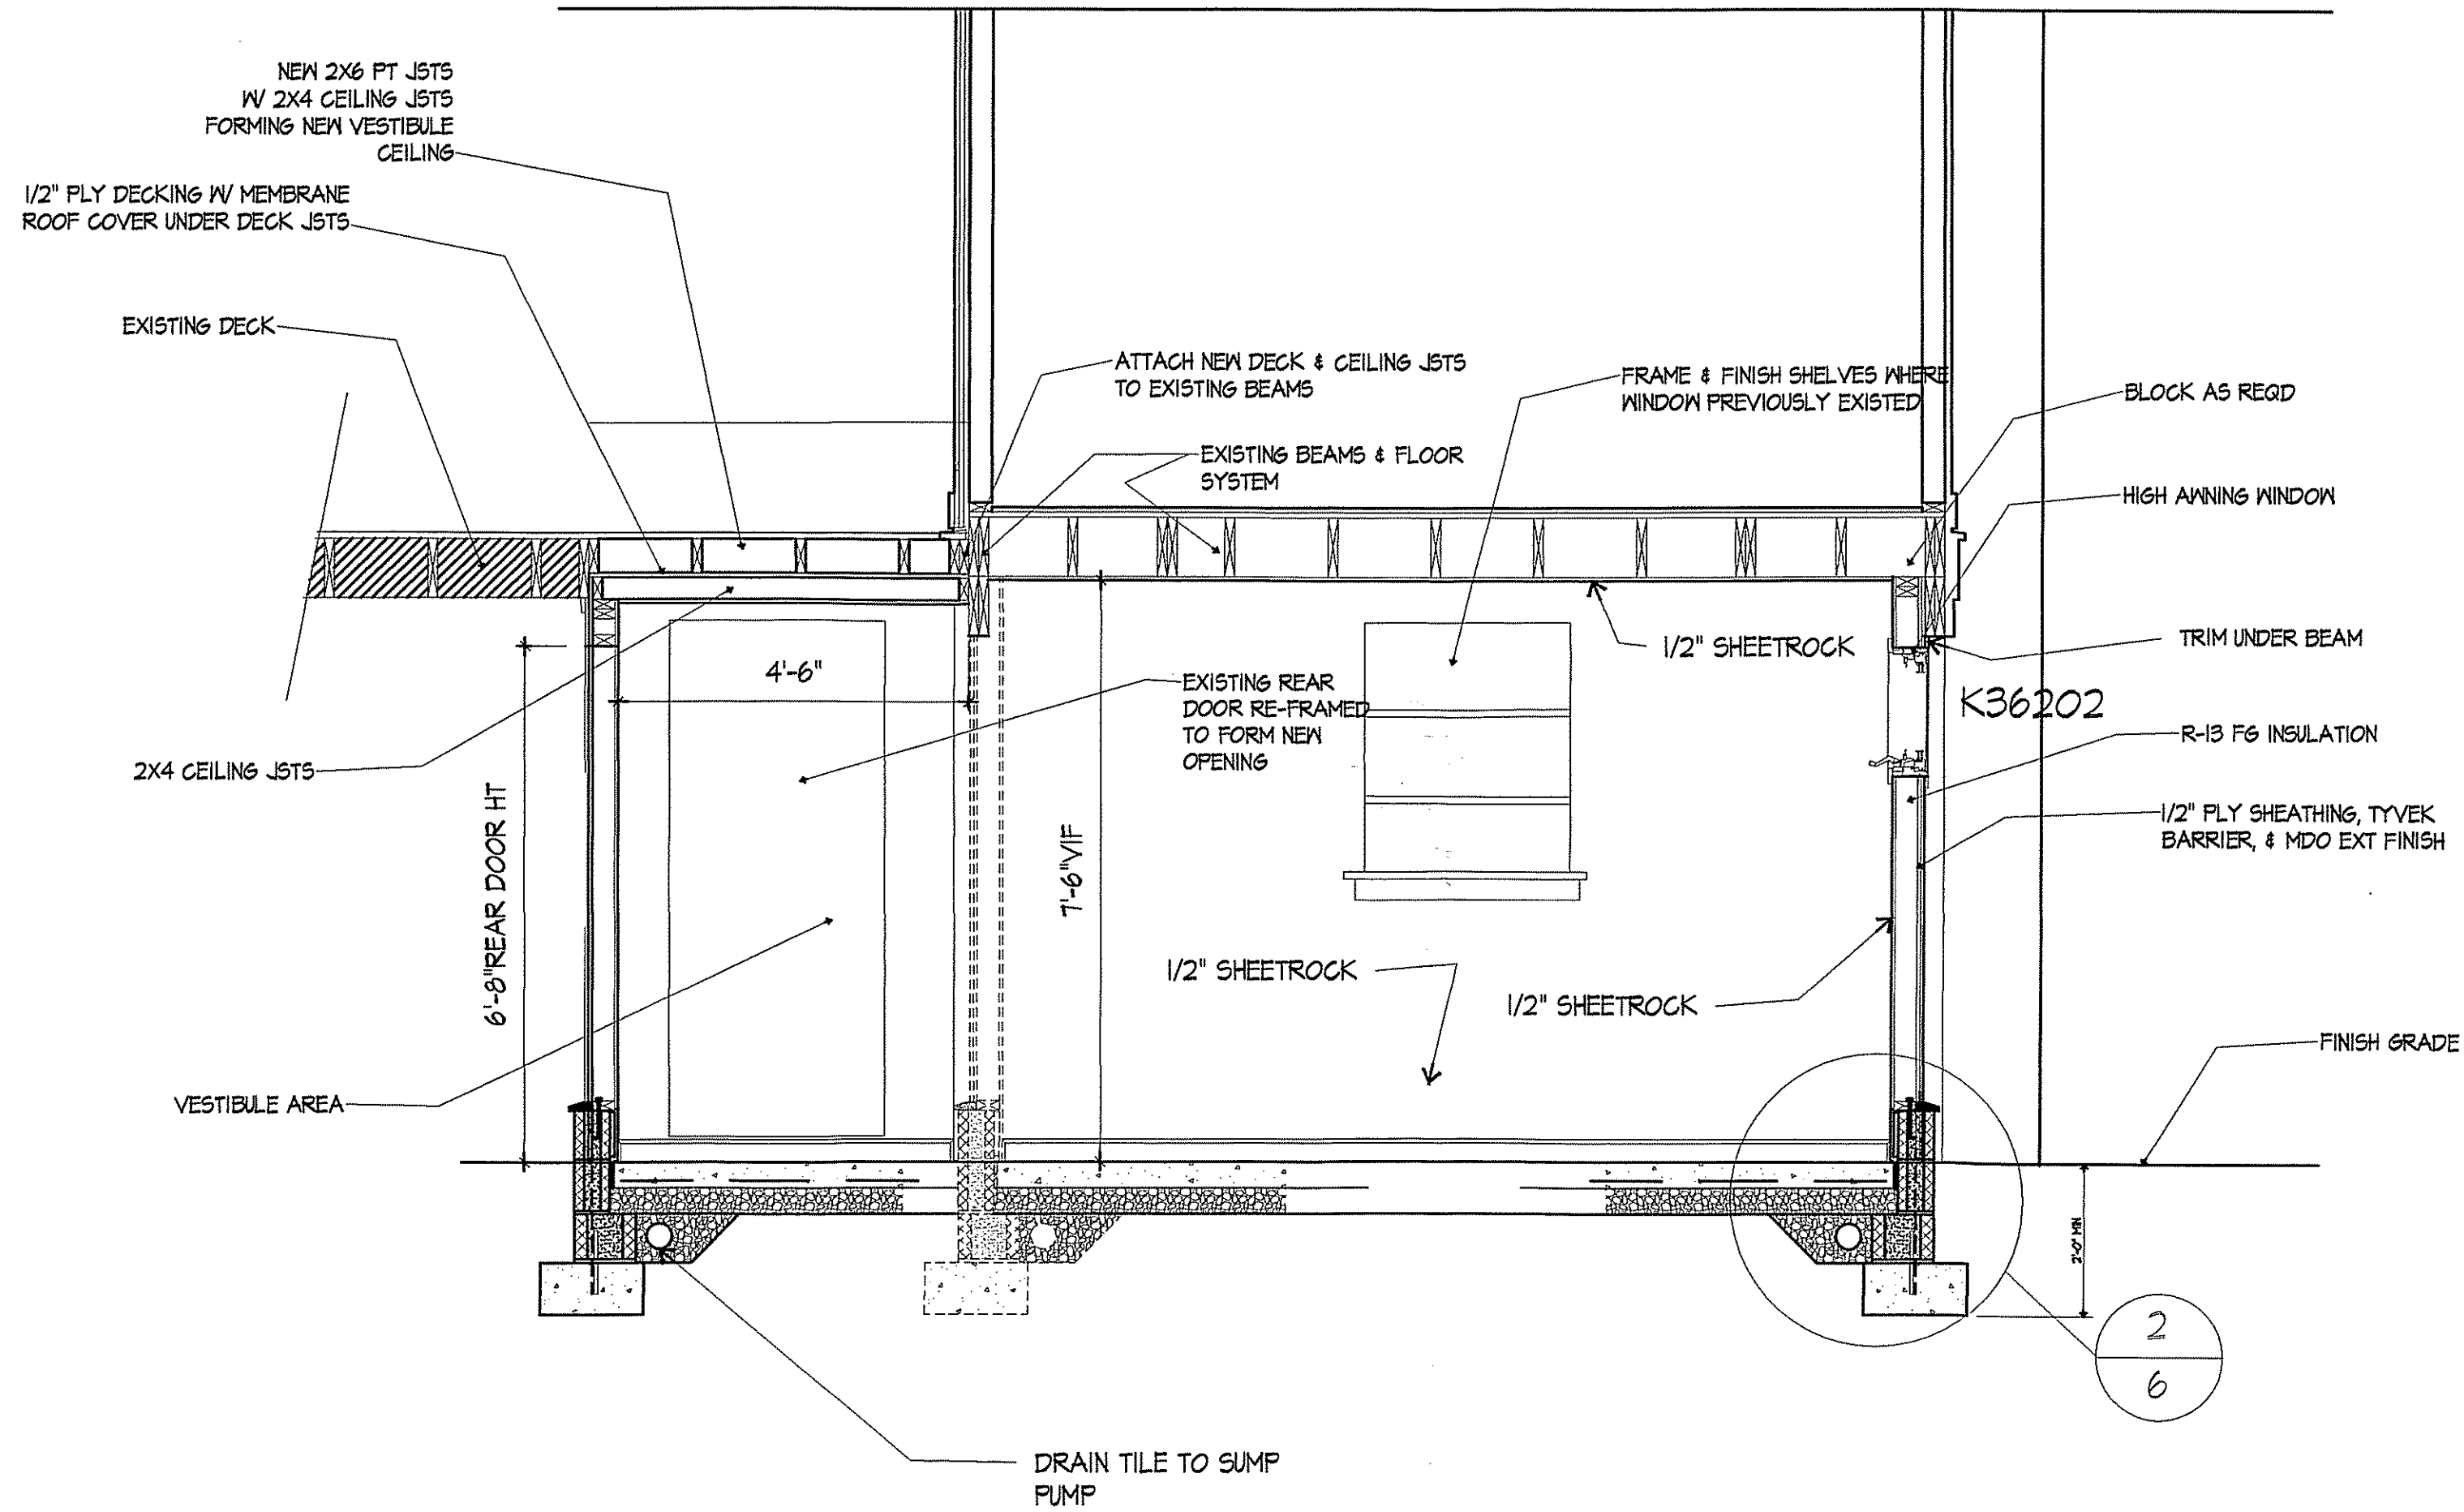 NEW 2X6 PT JSTS
W/ 2X4 CEILING JSTS
FORMING NEW VESTIBULE
CEILING
1/2" PLY DECKING W/ MEMBRANE
ROOF COVER UNDER DECK JSTS
EXISTING DECK
ATTACH NEW DECK & CEILING JSTS
TO EXISTING BEAMS
FRAME & FINISH SHELVES WHERE
WINDOW PREVIOUSLY EXISTED
BLOCK AS REQD
EXISTING BEAMS & FLOOR
SYSTEM
HIGH AWNING WINDOW
1/2" SHEETROCK
TRIM UNDER BEAM
4'-6"
EXISTING REAR
DOOR RE-FRAMED
TO FORM NEW
OPENING
K36202
R-13 FG INSULATION
2X4 CEILING JSTS
1/2" PLY SHEATHING, TYVEK
BARRIER, & MDO EXT FINISH
6'-8"REAR DOOR HT
7'-6"VIF
1/2" SHEETROCK
1/2" SHEETROCK
FINISH GRADE
VESTIBULE AREA
2'-0" MIN
2
6
DRAIN TILE TO SUMP
PUMP